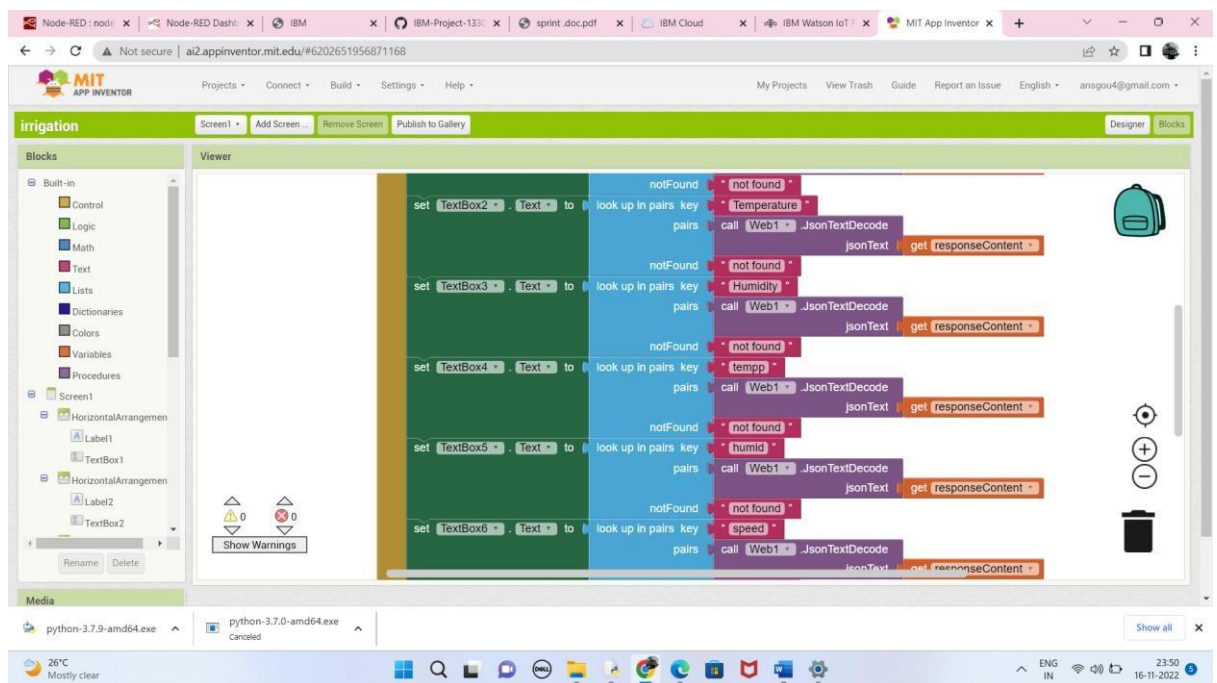 Node-RED : node
Node-RED Dashb
IBM
IBM-Project-1330
sprint .doc.pdf
IBM Cloud
IBM Watson IoT P
MIT App Inventor
Not secure | ai2.appinventor.mit.edu/#6202651956871168
MIT
APP INVENTOR
Projects
Connect
Build
Settings
Help
My Projects
View Trash
Guide
Report an Issue
English
ansgou4@gmail.com
irrigation
Screen1
Add Screen ...
Remove Screen
Publish to Gallery
Designer
Blocks
Blocks
Viewer
Built-in
Control
Logic
Math
Text
Lists
Dictionaries
Colors
Variables
Procedures
Screen1
HorizontalArrangemen
Label1
TextBox1
HorizontalArrangemen
Label2
TextBox2
Rename
Delete
Media
notFound " not found "
set TextBox2 . Text to look up in pairs key " Temperature "
pairs call Web1 .JsonTextDecode
jsonText get responseContent
notFound " not found "
set TextBox3 . Text to look up in pairs key " Humidity "
pairs call Web1 .JsonTextDecode
jsonText get responseContent
notFound " not found "
set TextBox4 . Text to look up in pairs key " tempp "
pairs call Web1 .JsonTextDecode
jsonText get responseContent
notFound " not found "
set TextBox5 . Text to look up in pairs key " humid "
pairs call Web1 .JsonTextDecode
jsonText get responseContent
notFound " not found "
set TextBox6 . Text to look up in pairs key " speed "
pairs call Web1 .JsonTextDecode
jsonText get responseContent
0
0
Show Warnings
python-3.7.9-amd64.exe
python-3.7.0-amd64.exe
Canceled
Show all
26°C
Mostly clear
DELL
ENG
IN
23:50
16-11-2022
5